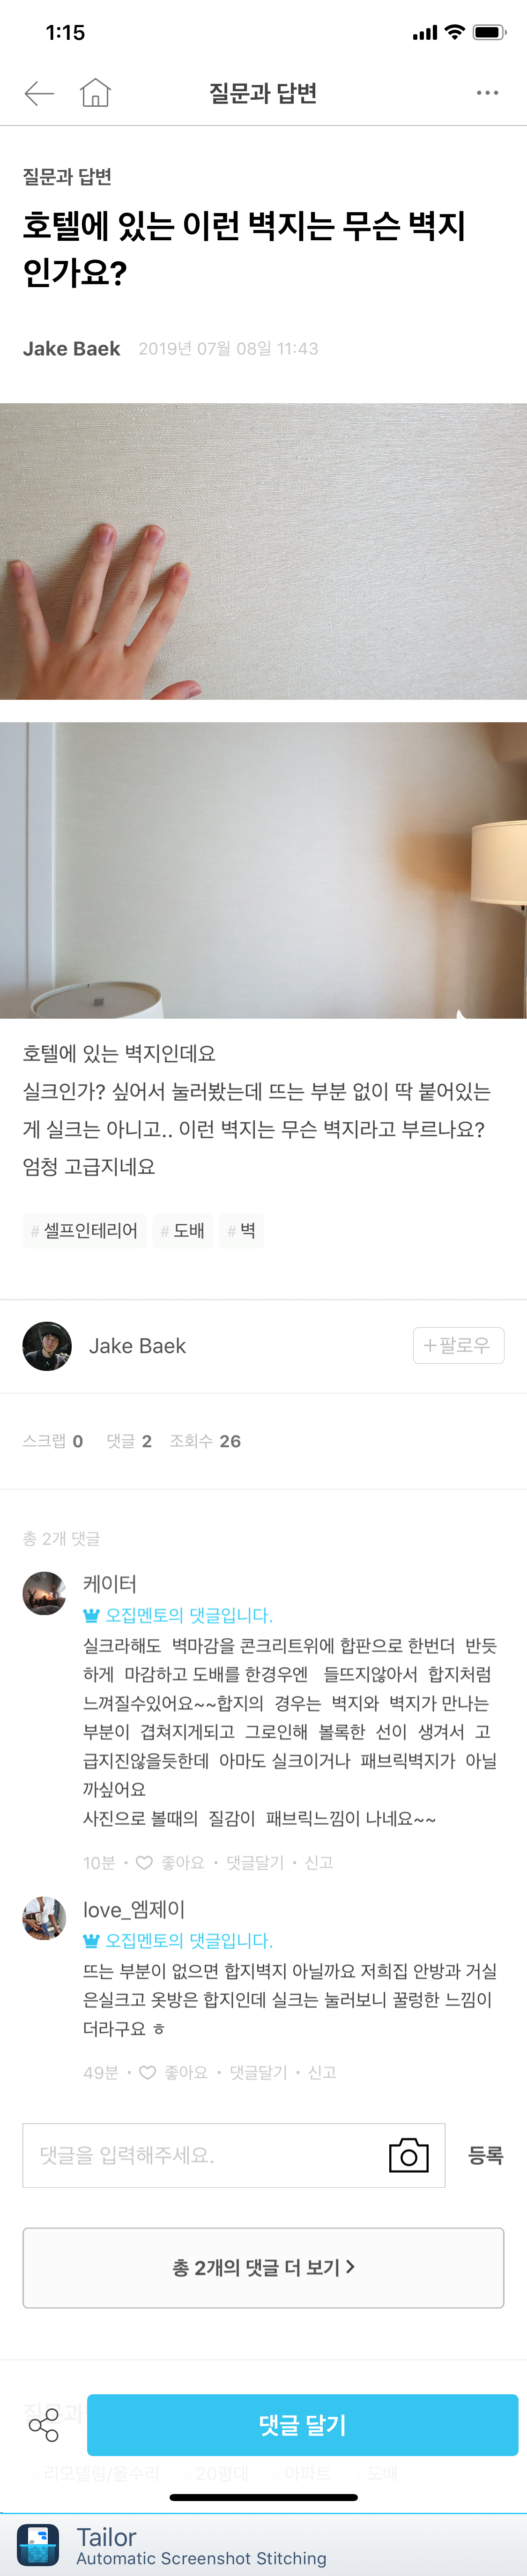 1:15
질문과 답변
질문과 답변
호텔에 있는 이런 벽지는 무슨 벽지
인가요?
Jake Baek 2019년 07월 08일 11:43
호텔에 있는 벽지인데요
실크인가? 싶어서 눌러봤는데 뜨는 부분 없이 딱 붙어있는
게 실크는 아니고.. 이런 벽지는 무슨 벽지라고 부르나요?
엄청 고급지네요
# 셀프인테리어 # 도배 # 벽
Jake Baek +팔로우
스크랩 0 댓글 2 조회수 26
총 2개 댓글
케이터
오집멘토의 댓글입니다.
실크라해도 벽마감을 콘크리트위에 합판으로 한번더 반듯
하게 마감하고 도배를 한경우엔 들뜨지않아서 합지처럼
느껴질수있어요~~합지의 경우는 벽지와 벽지가 만나는
부분이 겹쳐지게되고 그로인해 볼록한 선이 생겨서 고
급지진않을듯한데 아마도 실크이거나 패브릭벽지가 아닐
까싶어요
사진으로 볼때의 질감이 패브릭느낌이 나네요~~
10분 · 좋아요 · 댓글달기 · 신고
love_엠제이
오집멘토의 댓글입니다.
뜨는 부분이 없으면 합지벽지 아닐까요 저희집 안방과 거실
은실크고 옷방은 합지인데 실크는 눌러보니 꿀렁한 느낌이
더라구요 ㅎ
49분 · 좋아요 · 댓글달기 · 신고
댓글을 입력해주세요. 등록
총 2개의 댓글 더 보기 >
질문과
댓글 달기
리모델링/올수리 20평대 아파트 도배
Tailor
Automatic Screenshot Stitching